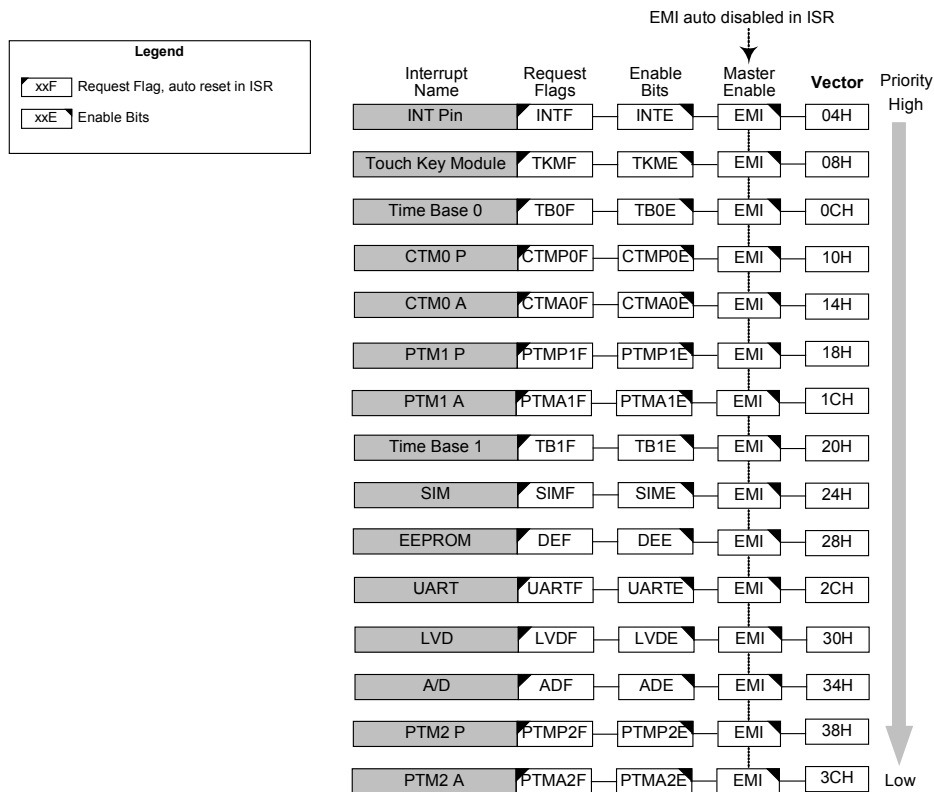 EMI auto disabled in ISR
Legend
xxF Request Flag, auto reset in ISR
xxE Enable Bits
Interrupt Name Request Flags Enable Bits Master Enable Vector Priority
High
INT Pin INTF INTE EMI 04H
Touch Key Module TKMF TKME EMI 08H
Time Base 0 TB0F TB0E EMI 0CH
CTM0 P CTMP0F CTMP0E EMI 10H
CTM0 A CTMA0F CTMA0E EMI 14H
PTM1 P PTMP1F PTMP1E EMI 18H
PTM1 A PTMA1F PTMA1E EMI 1CH
Time Base 1 TB1F TB1E EMI 20H
SIM SIMF SIME EMI 24H
EEPROM DEF DEE EMI 28H
UART UARTF UARTE EMI 2CH
LVD LVDF LVDE EMI 30H
A/D ADF ADE EMI 34H
PTM2 P PTMP2F PTMP2E EMI 38H
PTM2 A PTMA2F PTMA2E EMI 3CH Low